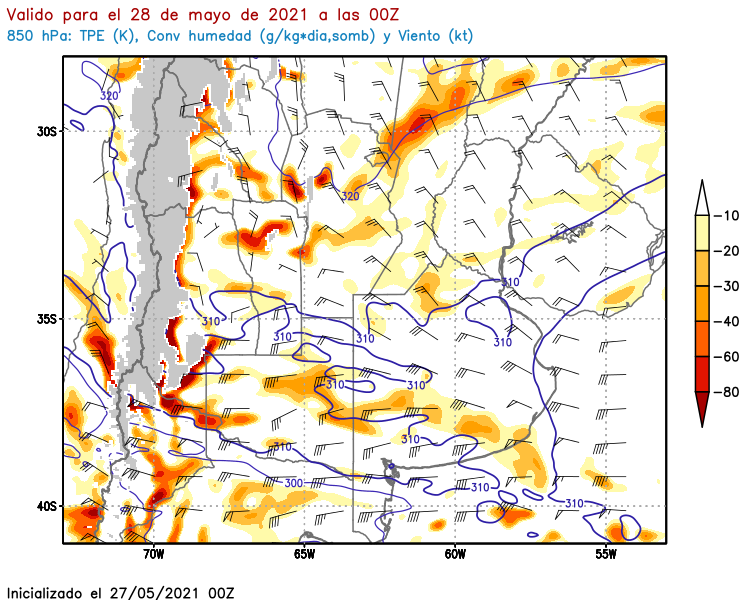 Valido para el 28 de mayo de 2021 a las 00Z
850 hPa: TPE (K), Conv humedad (g/kg*dia,somb) y Viento (kt)
320
30S
320
-10
-20
310
-30
310
35S
310
310
310
-40
-60
310
310
-80
310
310
300
310
310
40S
70W
65W
60W
55W
Inicializado el 27/05/2021 00Z